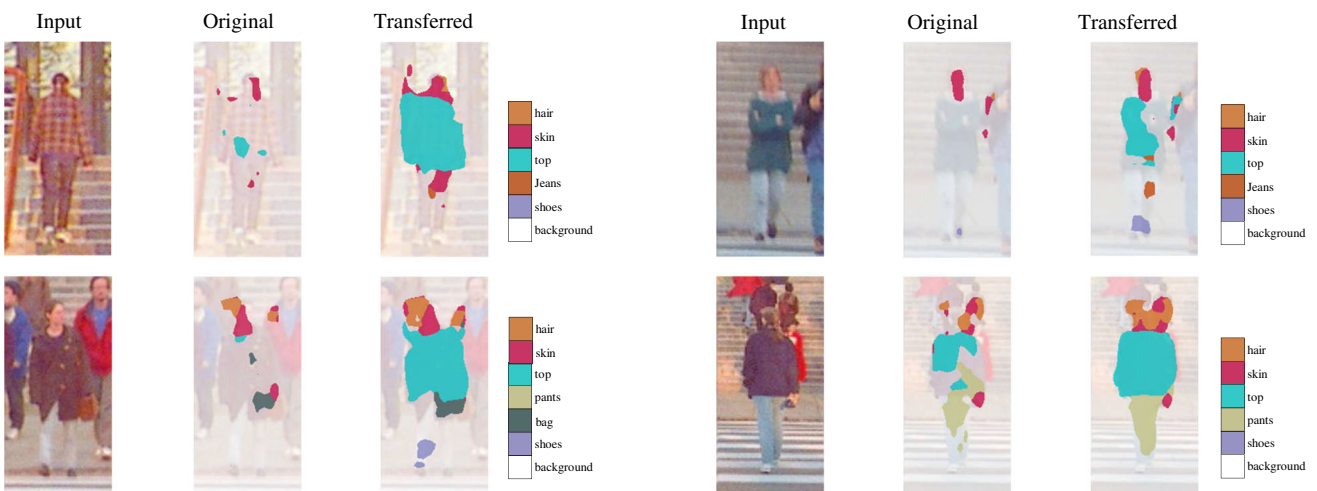 Input Original Transferred
hair
skin
top
Jeans
shoes
background
hair
skin
top
pants
bag
shoes
background
Input Original Transferred
hair
skin
top
Jeans
shoes
background
hair
skin
top
pants
shoes
background